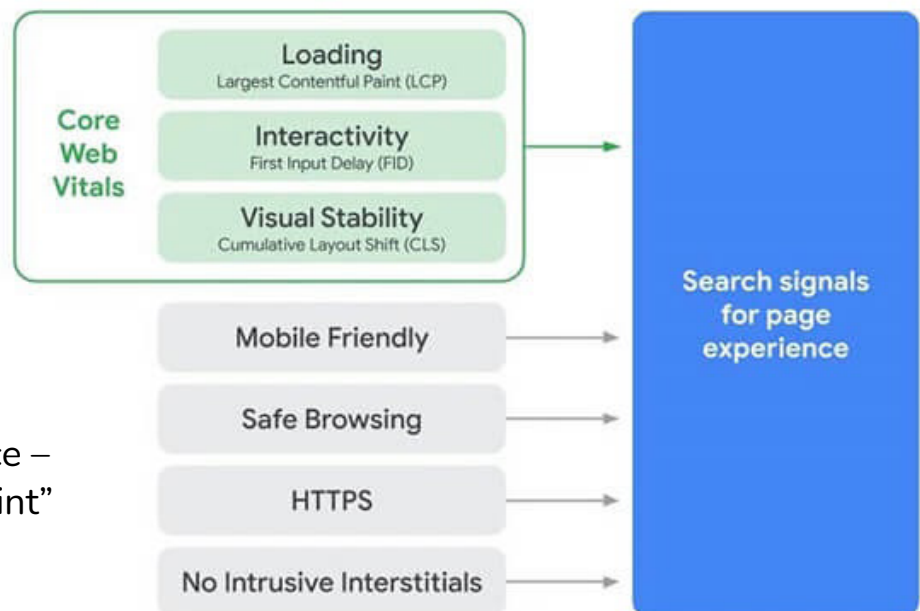 Loading
Largest Contentful Paint (LCP)
Core
Web
Vitals
Interactivity
First Input Delay (FID)
Visual Stability
Cumulative Layout Shift (CLS)
Search signals
for page
experience
Mobile Friendly
Safe Browsing
HTTPS
No Intrusive Interstitials
–